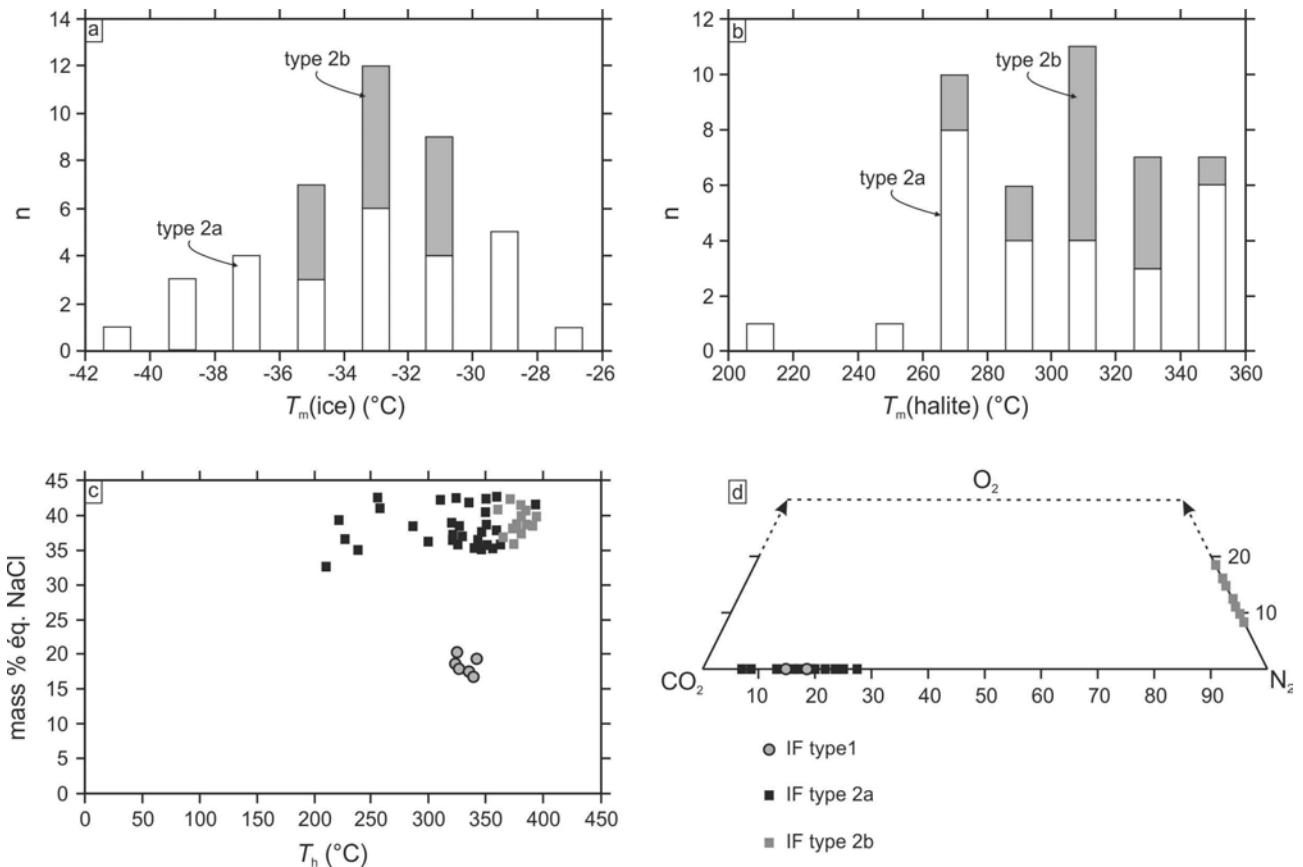 a
14
12
10
8
6
4
2
0
n
type 2b
type 2a
-42 -40 -38 -36 -34 -32 -30 -28 -26
Tm(ice) (°C)
b
12
10
8
6
4
2
0
n
type 2b
type 2a
200 220 240 260 280 300 320 340 360
Tm(halite) (°C)
c
45
40
35
30
25
20
15
10
5
0
mass % éq. NaCl
0 50 100 150 200 250 300 350 400 450
Th (°C)
d
O2
20
10
CO2 10 20 30 40 50 60 70 80 90 N2
IF type1
IF type 2a
IF type 2b